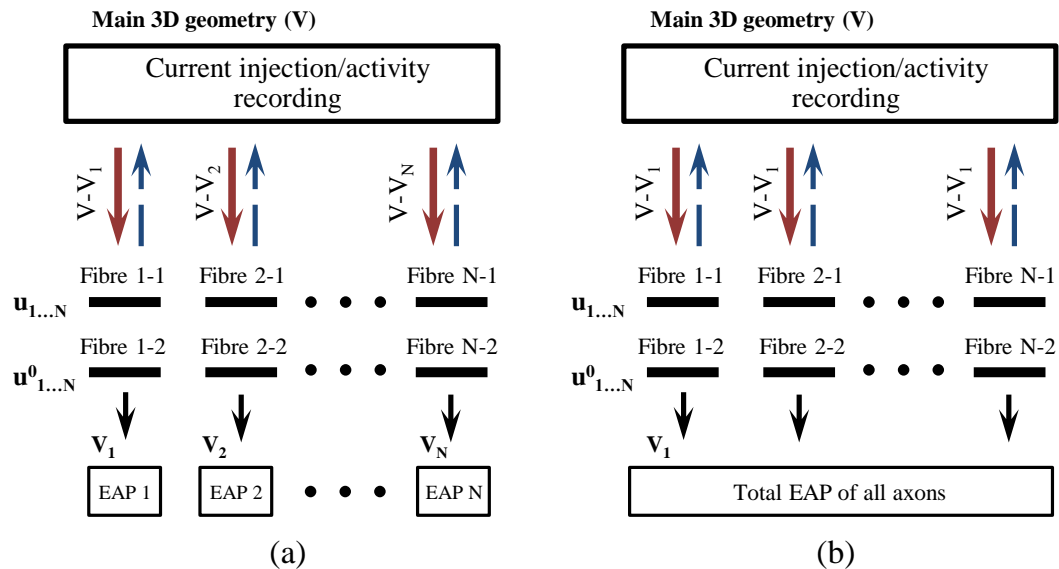 Main 3D geometry (V)
Current injection/activity
recording
V-V1
V-V2
V-VN
Fibre 1-1
Fibre 2-1
Fibre N-1
u1...N
Fibre 1-2
Fibre 2-2
Fibre N-2
u⁰1...N
V1
V2
VN
EAP 1
EAP 2
EAP N
(a)
Main 3D geometry (V)
Current injection/activity
recording
V-V1
V-V1
V-V1
Fibre 1-1
Fibre 2-1
Fibre N-1
u1...N
Fibre 1-2
Fibre 2-2
Fibre N-2
u⁰1...N
V1
Total EAP of all axons
(b)